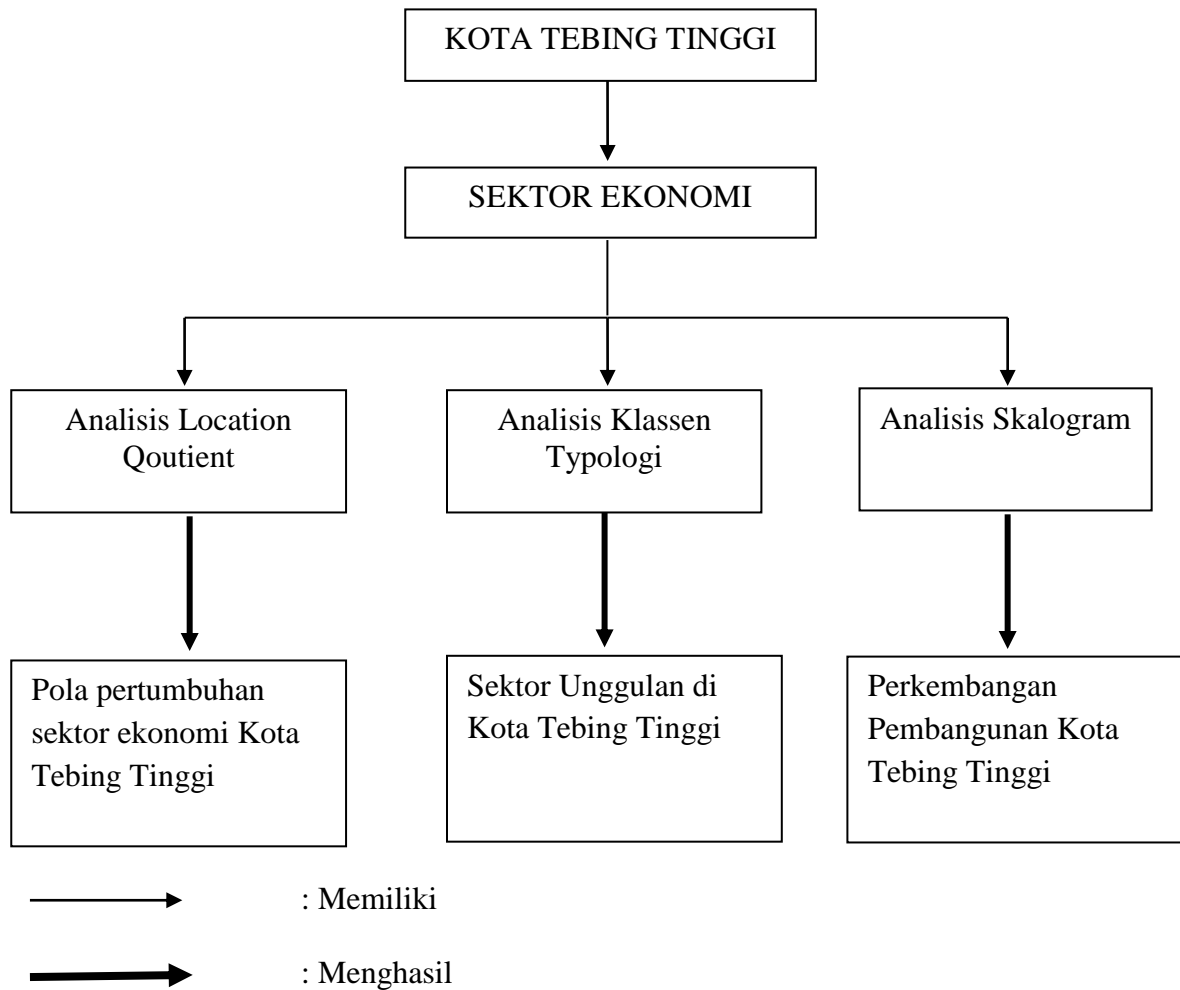 KOTA TEBING TINGGI
SEKTOR EKONOMI
Analisis Location
Qoutient
Analisis Klassen
Typologi
Analisis Skalogram
Pola pertumbuhan
sektor ekonomi Kota
Tebing Tinggi
Sektor Unggulan di
Kota Tebing Tinggi
Perkembangan
Pembangunan Kota
Tebing Tinggi
: Memiliki
: Menghasil